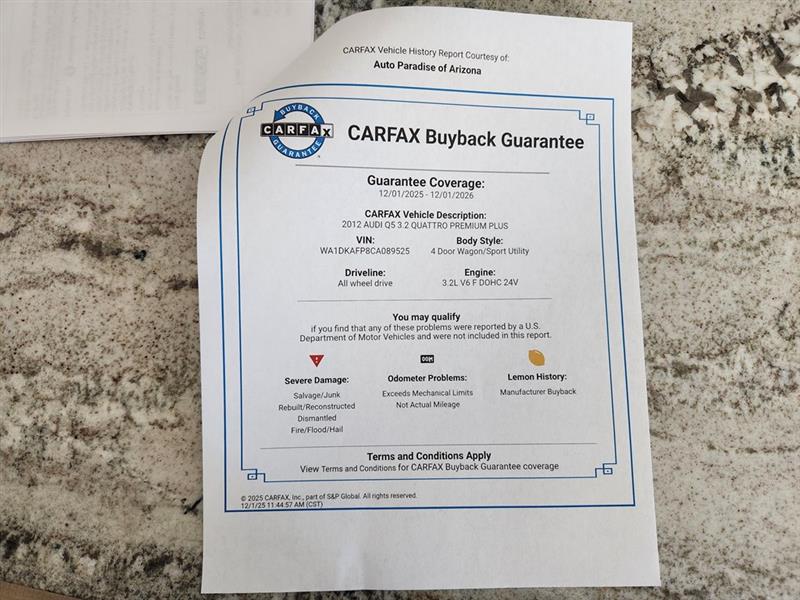 CARFAX Vehicle History Report Courtesy of:
Auto Paradise of Arizona
BUYBACK
CARFAX
GUARANTEE
CARFAX Buyback Guarantee
Guarantee Coverage:
12/01/2025 - 12/01/2026
CARFAX Vehicle Description:
2012 AUDI Q5 3.2 QUATTRO PREMIUM PLUS
VIN: Body Style:
WA1DKAFP8CA089525 4 Door Wagon/Sport Utility
Driveline: Engine:
All wheel drive 3.2L V6 F DOHC 24V
You may qualify
if you find that any of these problems were reported by a U.S.
Department of Motor Vehicles and were not included in this report.
Severe Damage: Odometer Problems: Lemon History:
Salvage/Junk Exceeds Mechanical Limits Manufacturer Buyback
Rebuilt/Reconstructed Not Actual Mileage
Dismantled
Fire/Flood/Hail
Terms and Conditions Apply
View Terms and Conditions for CARFAX Buyback Guarantee coverage
© 2025 CARFAX, Inc., part of S&P Global. All rights reserved.
12/1/25 11:44:57 AM (CST)